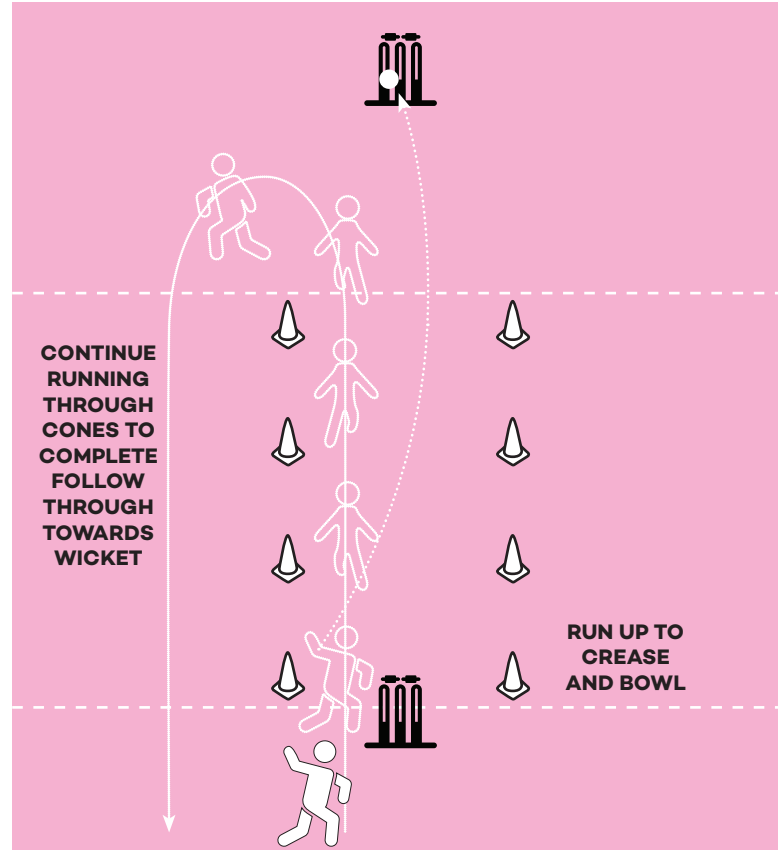 CONTINUE
RUNNING
THROUGH
CONES TO
COMPLETE
FOLLOW
THROUGH
TOWARDS
WICKET
RUN UP TO
CREASE
AND BOWL